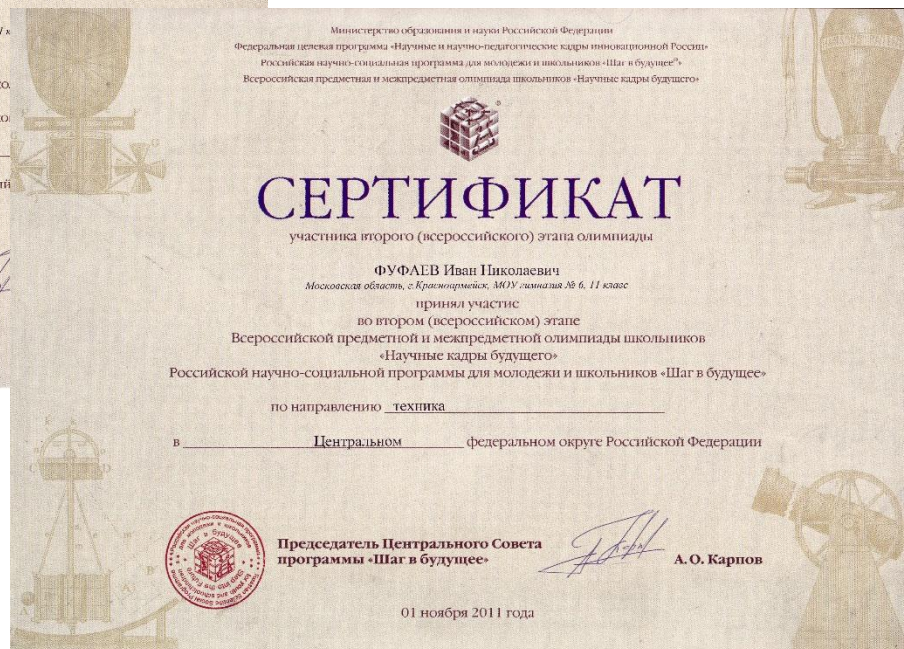 Министерство образования и науки Российской Федерации
Федеральная целевая программа «Научные и научно-педагогические кадры инновационной России»
Российская научно-социальная программа для молодежи и школьников «Шаг в будущее"»
Всероссийская предметная и межпредметная олимпиада школьников «Научные кадры будущего»
СЕРТИФИКАТ
участника второго (всероссийского) этапа олимпиады
ФУФАЕВ Иван Николаевич
Московская область, г.Красноармейск, МОУ гимназия № 6, 11 класс
принял участие
во втором (всероссийском) этапе
Всероссийской предметной и межпредметной олимпиады школьников
«Научные кадры будущего»
Российской научно-социальной программы для молодежи и школьников «Шаг в будущее»
по направлению техника
в Центральном федеральном округе Российской Федерации
Шаг в будущее
Председатель Центрального Совета
программы «Шаг в будущее»
А. О. Карпов
01 ноября 2011 года